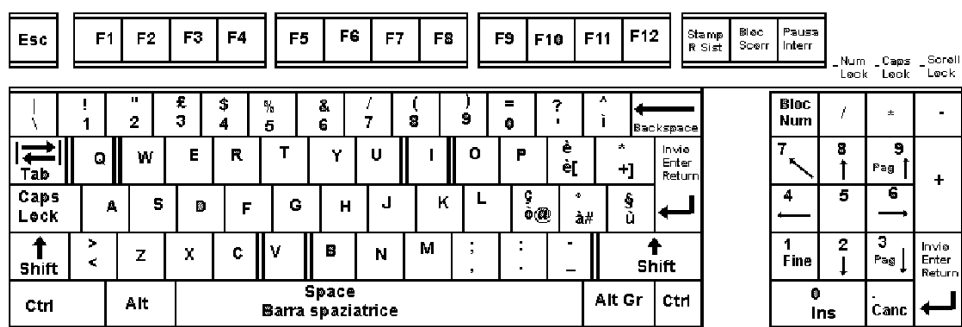 Esc F1 F2 F3 F4 F5 F6 F7 F8 F9 F10 F11 F12 Stamp Bloc Pausa
R Sist Scorr Interr
_Num _Caps _Scroll
Lock Lock Lock
| ! " £ $ % & / ( ) = ? ^
\ 1 2 3 4 5 6 7 8 9 0 ' ì Backspace
Bloc / * -
Num
Q W E R T Y U I O P è * Invio
è[ +] Enter
Tab Return
7 8 9
Pag +
Caps A S D F G H J K L ç ° §
Lock ò@ à# ù
4 5 6
> Z X C V B N M ; : -
Shift < , . _ Shift
1 2 3 Invio
Fine Pag Enter
Return
Ctrl Alt Space Alt Gr Ctrl
Barra spaziatrice
0 .
Ins Canc